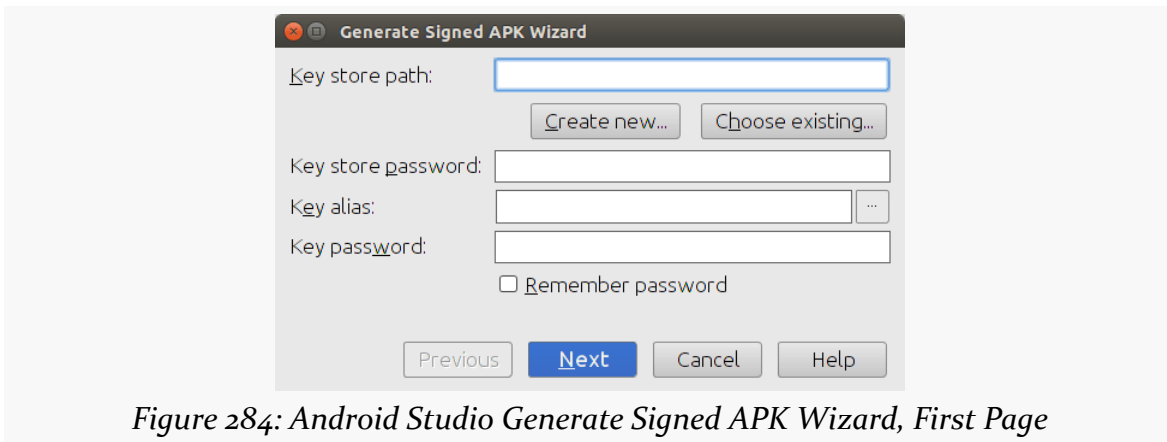 Generate Signed APK Wizard
Key store path:
Create new... Choose existing...
Key store password:
Key alias: ...
Key password:
Remember password
Previous Next Cancel Help
Figure 284: Android Studio Generate Signed APK Wizard, First Page